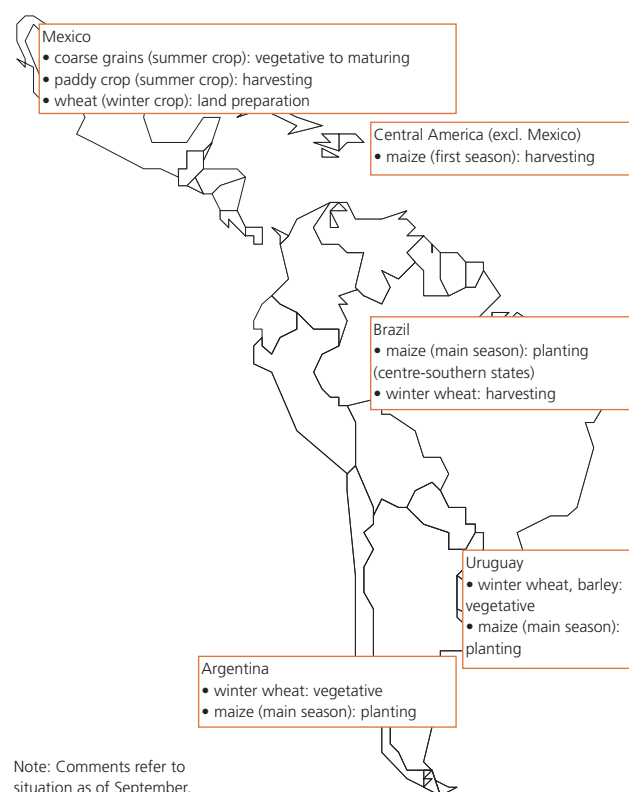 Mexico
• coarse grains (summer crop): vegetative to maturing
• paddy crop (summer crop): harvesting
• wheat (winter crop): land preparation
Central America (excl. Mexico)
• maize (first season): harvesting
Brazil
• maize (main season): planting
(centre-southern states)
• winter wheat: harvesting
Uruguay
• winter wheat, barley:
vegetative
• maize (main season):
planting
Argentina
• winter wheat: vegetative
• maize (main season): planting
Note: Comments refer to
situation as of September.